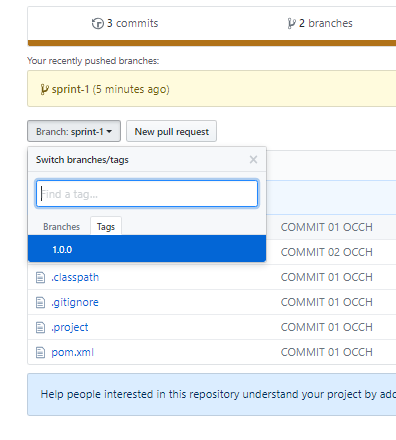 3 commits
2 branches
Your recently pushed branches:
sprint-1 (5 minutes ago)
Branch: sprint-1
New pull request
Switch branches/tags
Find a tag...
Branches
Tags
1.0.0
COMMIT 01 OCCH
COMMIT 02 OCCH
.classpath COMMIT 01 OCCH
.gitignore COMMIT 01 OCCH
.project COMMIT 01 OCCH
pom.xml COMMIT 01 OCCH
Help people interested in this repository understand your project by add